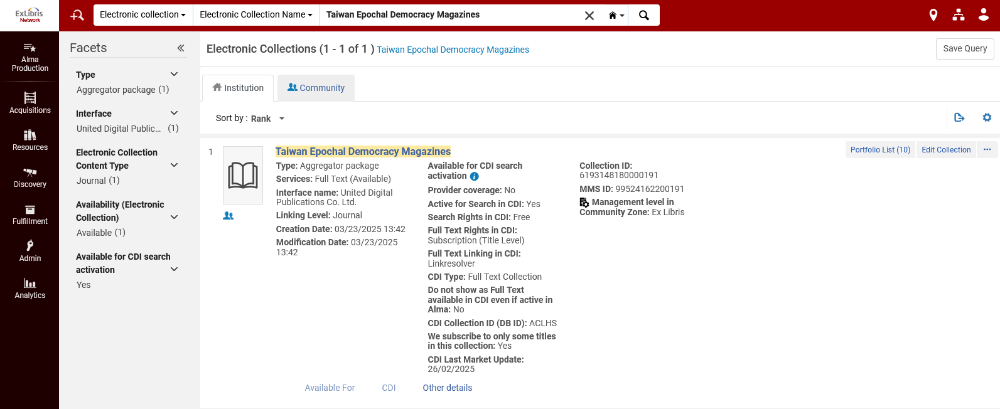 ExLibris
Network
Electronic collection
Electronic Collection Name
Taiwan Epochal Democracy Magazines
Alma
Production
Acquisitions
Resources
Discovery
Fulfillment
Admin
Analytics
Facets
Type
Aggregator package (1)
Interface
United Digital Public... (1)
Electronic Collection
Content Type
Journal (1)
Availability (Electronic
Collection)
Available (1)
Available for CDI search
activation
Yes
Electronic Collections (1 - 1 of 1 ) Taiwan Epochal Democracy Magazines
Save Query
Institution
Community
Sort by : Rank
1
Taiwan Epochal Democracy Magazines
Portfolio List (10)
Edit Collection
...
Type: Aggregator package
Services: Full Text (Available)
Interface name: United Digital
Publications Co. Ltd.
Linking Level: Journal
Creation Date: 03/23/2025 13:42
Modification Date: 03/23/2025
13:42
Available for CDI search
activation i
Provider coverage: No
Active for Search in CDI: Yes
Search Rights in CDI: Free
Full Text Rights in CDI:
Subscription (Title Level)
Full Text Linking in CDI:
Linkresolver
CDI Type: Full Text Collection
Do not show as Full Text
available in CDI even if active in
Alma: No
CDI Collection ID (DB ID): ACLHS
We subscribe to only some titles
in this collection: Yes
CDI Last Market Update:
26/02/2025
Collection ID:
6193148180000191
MMS ID: 99524162200191
Management level in
Community Zone: Ex Libris
Available For
CDI
Other details